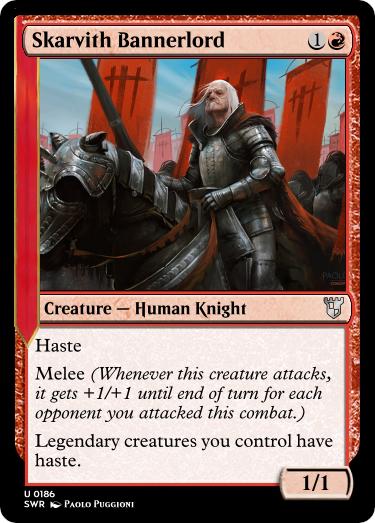 Skarvith Bannerlord 1
Creature — Human Knight
Haste
Melee (Whenever this creature attacks,
it gets +1/+1 until end of turn for each
opponent you attacked this combat.)
Legendary creatures you control have
haste.
1/1
U 0186
SWR Paolo Puggioni